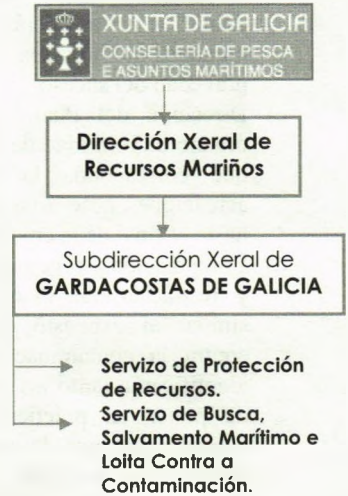 XUNTA DE GALICIA
CONSELLERÍA DE PESCA
E ASUNTOS MARÍTIMOS
Dirección Xeral de
Recursos Mariños
Subdirección Xeral de
GARDACOSTAS DE GALICIA
Servizo de Protección
de Recursos.
Servizo de Busca,
Salvamento Marítimo e
Loita Contra a
Contaminación.